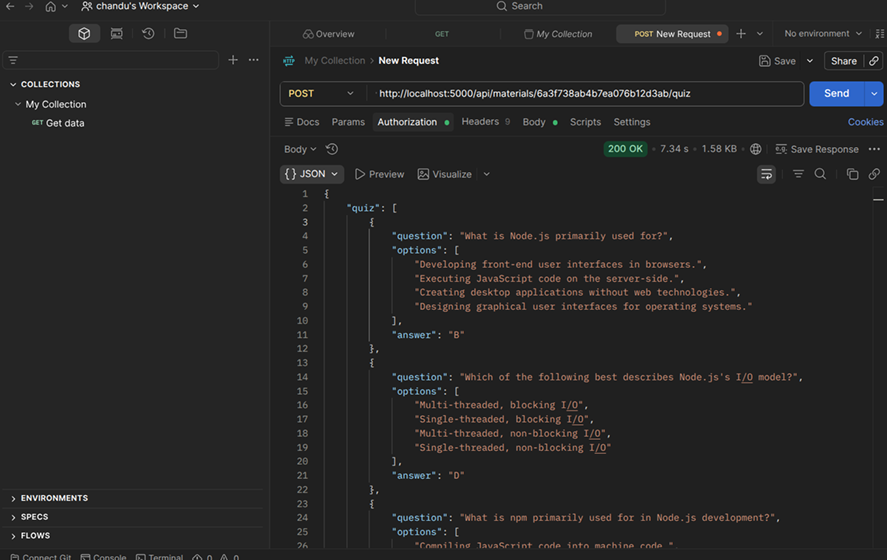 chandu's Workspace
Search
Overview
GET
My Collection
POST New Request
No environment
COLLECTIONS
My Collection
GET Get data
ENVIRONMENTS
SPECS
FLOWS
HTTP My Collection > New Request
Save
Share
POST
http://localhost:5000/api/materials/6a3f738ab4b7ea076b12d3ab/quiz
Send
Docs Params Authorization Headers 9 Body Scripts Settings
Cookies
Body
200 OK • 7.34 s • 1.58 KB •
Save Response
{} JSON
Preview
Visualize
1 {
2 "quiz": [
3 {
4 "question": "What is Node.js primarily used for?",
5 "options": [
6 "Developing front-end user interfaces in browsers.",
7 "Executing JavaScript code on the server-side.",
8 "Creating desktop applications without web technologies.",
9 "Designing graphical user interfaces for operating systems."
10 ],
11 "answer": "B"
12 },
13 {
14 "question": "Which of the following best describes Node.js's I/O model?",
15 "options": [
16 "Multi-threaded, blocking I/O",
17 "Single-threaded, blocking I/O",
18 "Multi-threaded, non-blocking I/O",
19 "Single-threaded, non-blocking I/O"
20 ],
21 "answer": "D"
22 },
23 {
24 "question": "What is npm primarily used for in Node.js development?",
25 "options": [
26 "Compiling JavaScript code into machine code.",
Connect Git Console Terminal 0 0